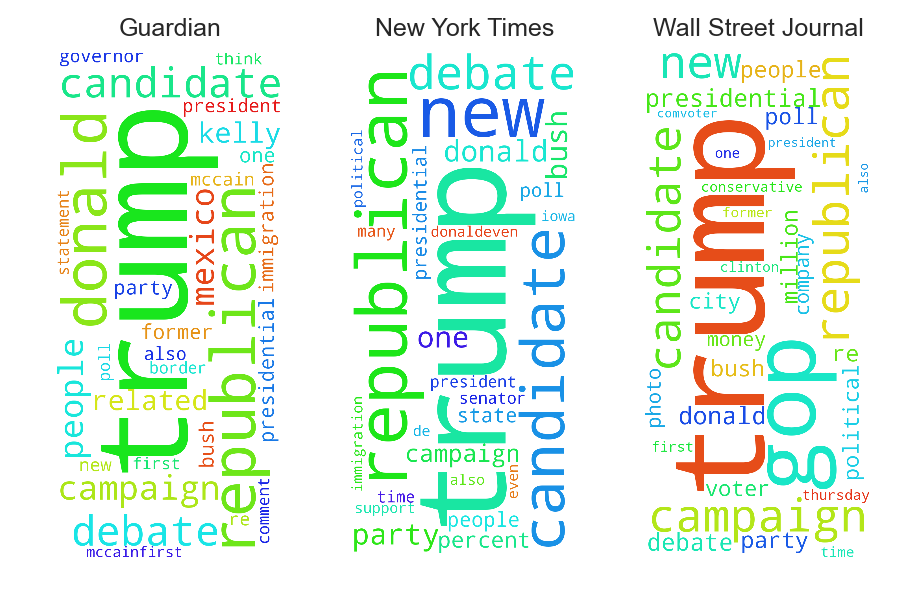 Guardian
governor
think
candidate
president
donald
trump
kelly
one
mccain
immigration
mexico
statement
republican
party
former
also
border
poll
people
related
presidential
bush
new
first
campaign
re
comment
debate
mccainfirst
New York Times
debate
new
republican
bush
political
donald
presidential
trump
poll
iowa
many
donaldeven
candidate
one
president
senator
state
de
immigration
campaign
also
even
time
support
people
party
percent
Wall Street Journal
new
people
republican
presidential
comvoter
poll
trump
candidate
president
one
also
conservative
former
million
company
clinton
city
money
gop
re
bush
photo
political
donald
first
voter
thursday
campaign
debate
party
time